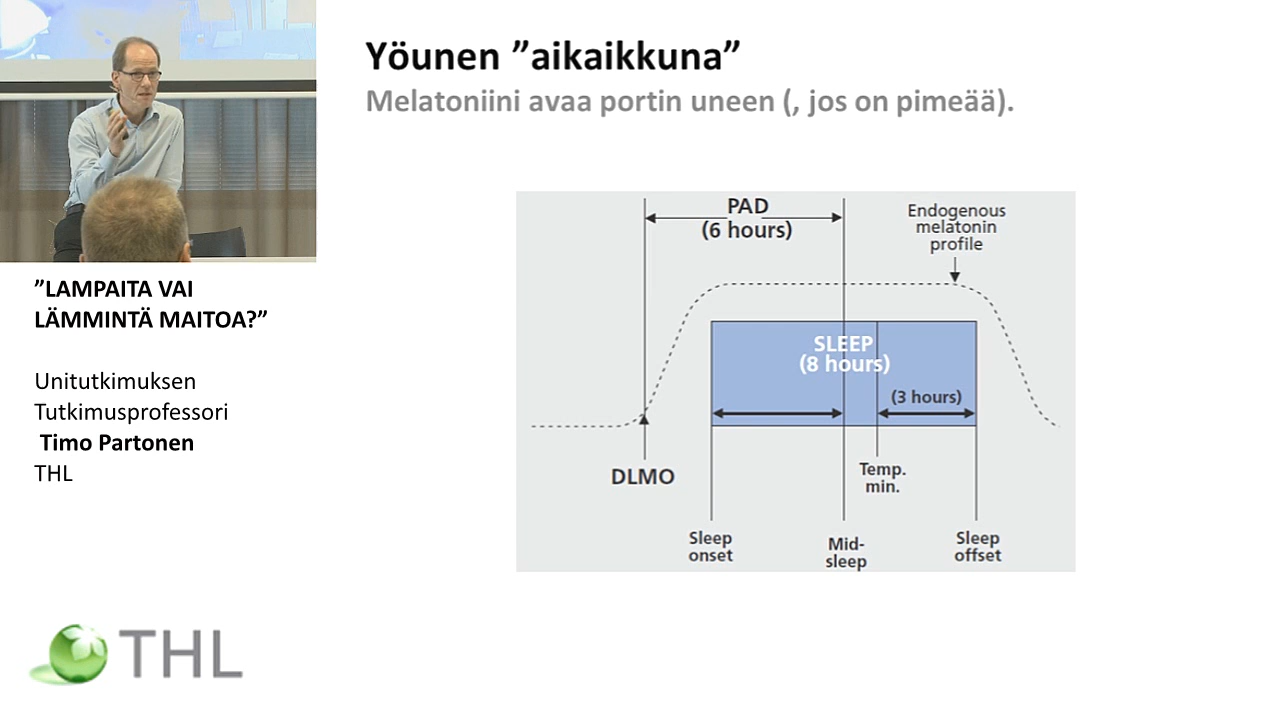 Yöunen ”aikaikkuna”
Melatoniini avaa portin uneen (, jos on pimeää).
”LAMPAITA VAI
LÄMMINTÄ MAITOA?”
Unitutkimuksen
Tutkimusprofessori
Timo Partonen
THL
THL
PAD
(6 hours)
Endogenous
melatonin
profile
SLEEP
(8 hours)
(3 hours)
DLMO
Temp.
min.
Sleep
onset
Mid-
sleep
Sleep
offset